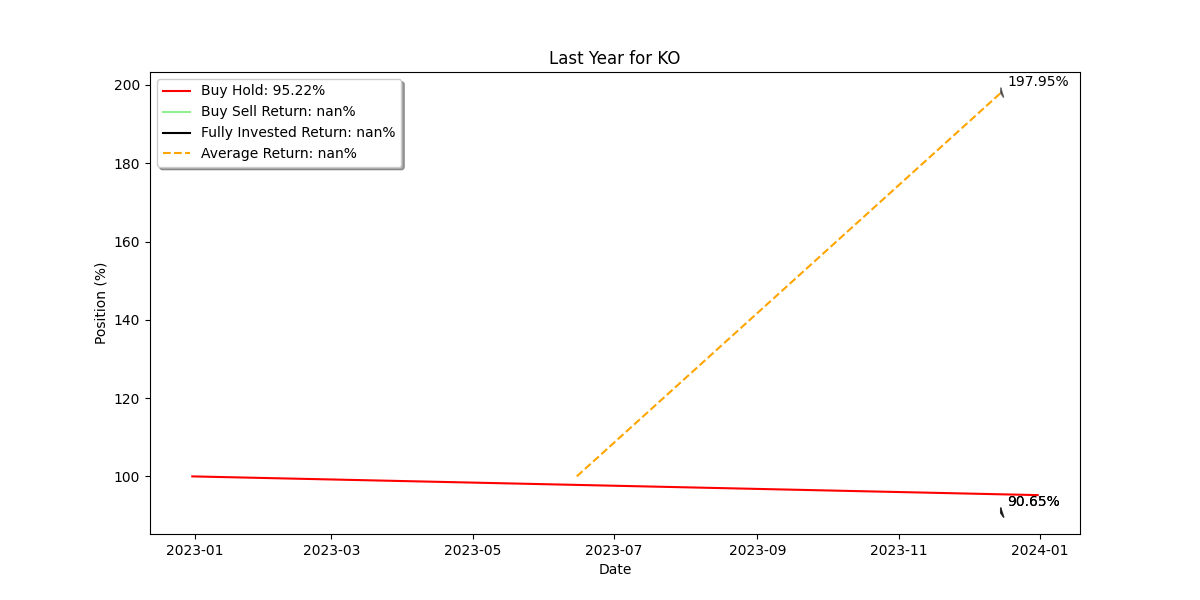 Last Year for KO
200
180
160
140
120
100
Position (%)
Buy Hold: 95.22%
Buy Sell Return: nan%
Fully Invested Return: nan%
Average Return: nan%
197.95%
90.65%
2023-01
2023-03
2023-05
2023-07
2023-09
2023-11
2024-01
Date